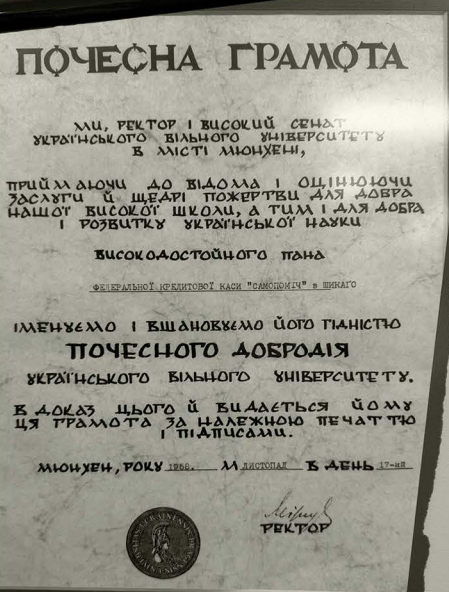 ПОЧЕСНА ГРАМОТА
МИ, РЕКТОР І ВИСОКИЙ СЕНАТ
УКРАЇНСЬКОГО ВІЛЬНОГО УНІВЕРСИТЕТУ
В МІСТІ МЮНХЕНІ,
ПРИЙМАЮЧИ ДО ВІДОМА І ОЦІНЮЮЧИ
ЗАСЛУГИ Й ЩЕДРІ ПОЖЕРТВИ ДЛЯ ДОБРА
НАШОЇ ВИСОКОЇ ШКОЛИ, А ТИМ І ДЛЯ ДОБРА
І РОЗВИТКУ УКРАЇНСЬКОЇ НАУКИ
ВИСОКОДОСТОЙНОГО ПАНА
ФЕДЕРАЛЬНОЇ КРЕДИТОВОЇ КАСИ "САМОПОМІЧ" в ШИКАҐО
ІМЕНУЄМО І ВШАНОВУЄМО ЙОГО ГІДНІСТЮ
ПОЧЕСНОГО ДОБРОДІЯ
УКРАЇНСЬКОГО ВІЛЬНОГО УНІВЕРСИТЕТУ.
В ДОКАЗ ЦЬОГО Й ВИДАЄТЬСЯ ЙОМУ
ЦЯ ГРАМОТА ЗА НАЛЕЖНОЮ ПЕЧАТТЮ
І ПІДПИСАМИ.
МЮНХЕН, РОКУ 1958. М ЛИСТОПАД В ДЕНЬ 17-ий
РЕКТОР